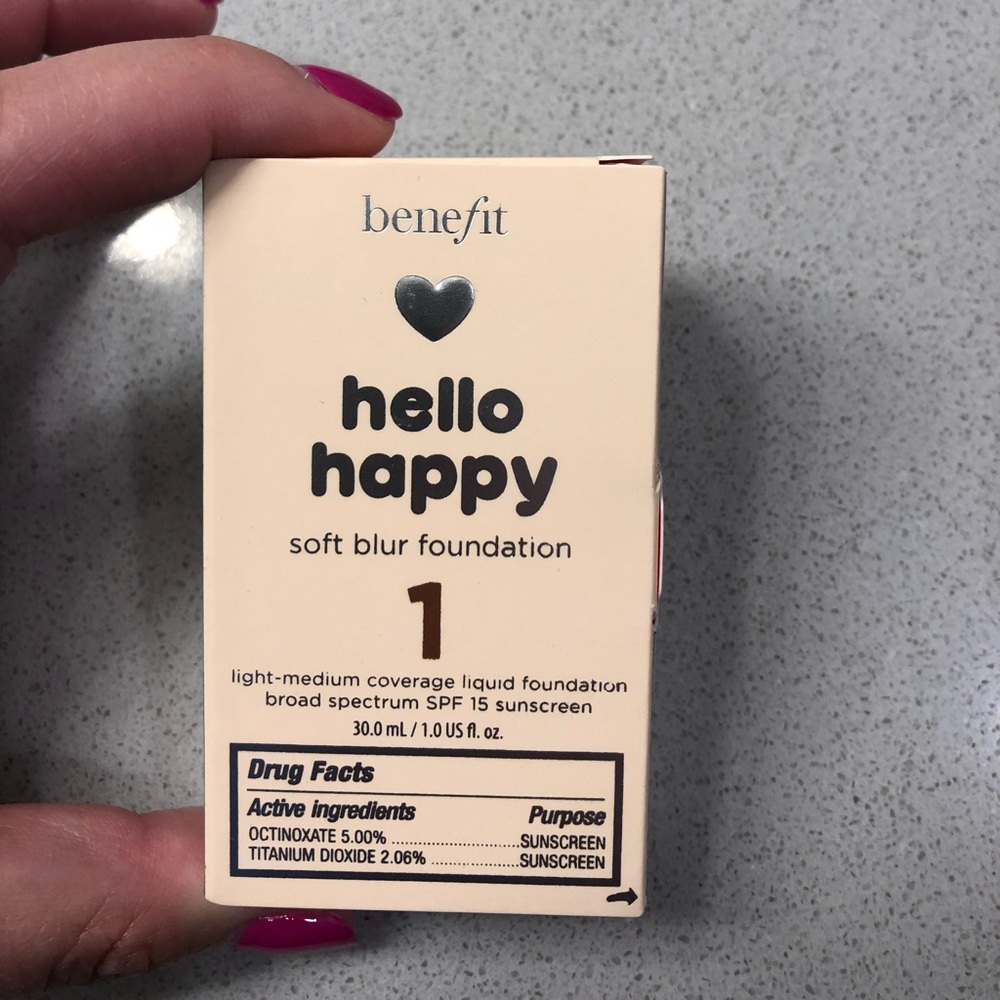 benefit
hello
happy
soft blur foundation
1
light-medium coverage liquid foundation
broad spectrum SPF 15 sunscreen
30.0 mL / 1.0 US fl. oz.
Drug Facts
Active ingredients Purpose
OCTINOXATE 5.00% ..............................SUNSCREEN
TITANIUM DIOXIDE 2.06% .....................SUNSCREEN